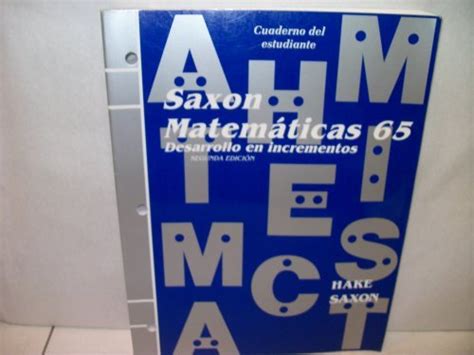 Cuaderno del
estudiante
Saxon
Matemáticas 65
Desarrollo en incrementos
SEGUNDA EDICIÓN
HAKE
SAXON
A H M
T E I
M C S
A T